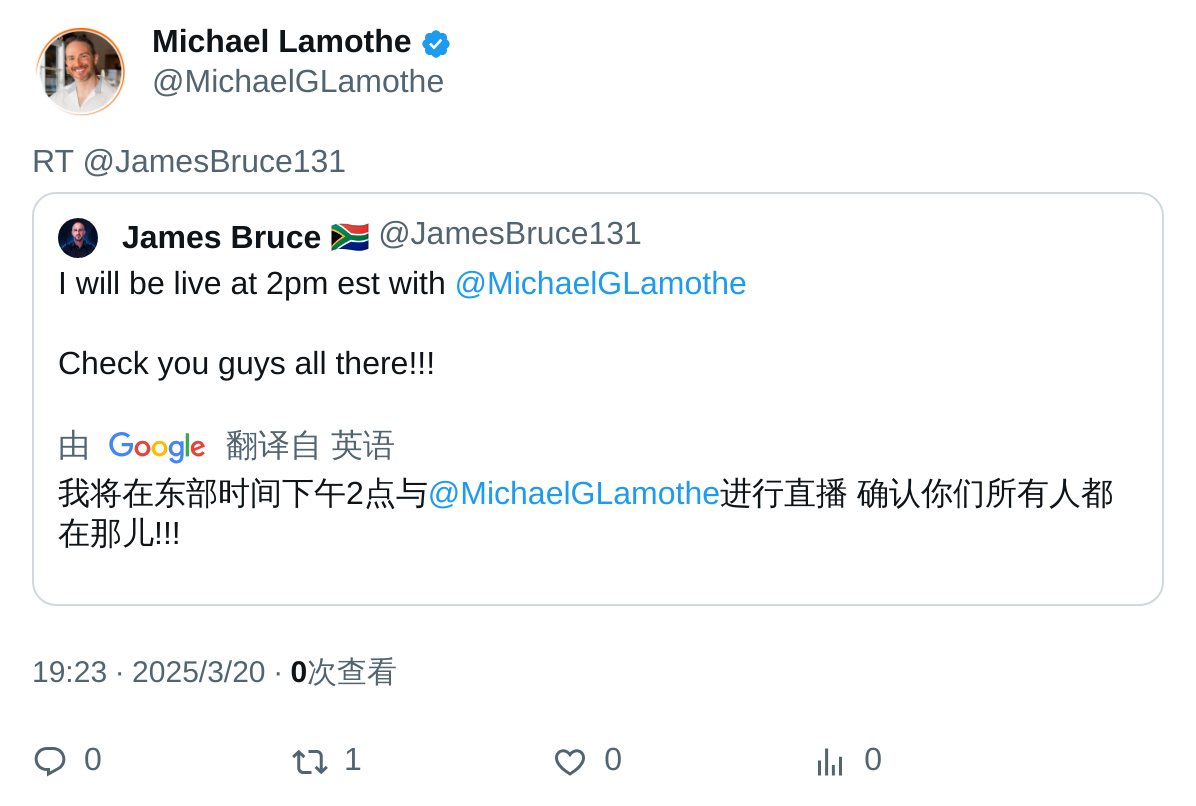 Michael Lamothe
@MichaelGLamothe
RT @JamesBruce131
James Bruce 🇿🇦 @JamesBruce131
I will be live at 2pm est with @MichaelGLamothe
Check you guys all there!!!
由 Google 翻译自 英语
我将在东部时间下午2点与@MichaelGLamothe进行直播 确认你们所有人都
在那儿!!!
19:23 · 2025/3/20 · 0次查看
0 1 0 0